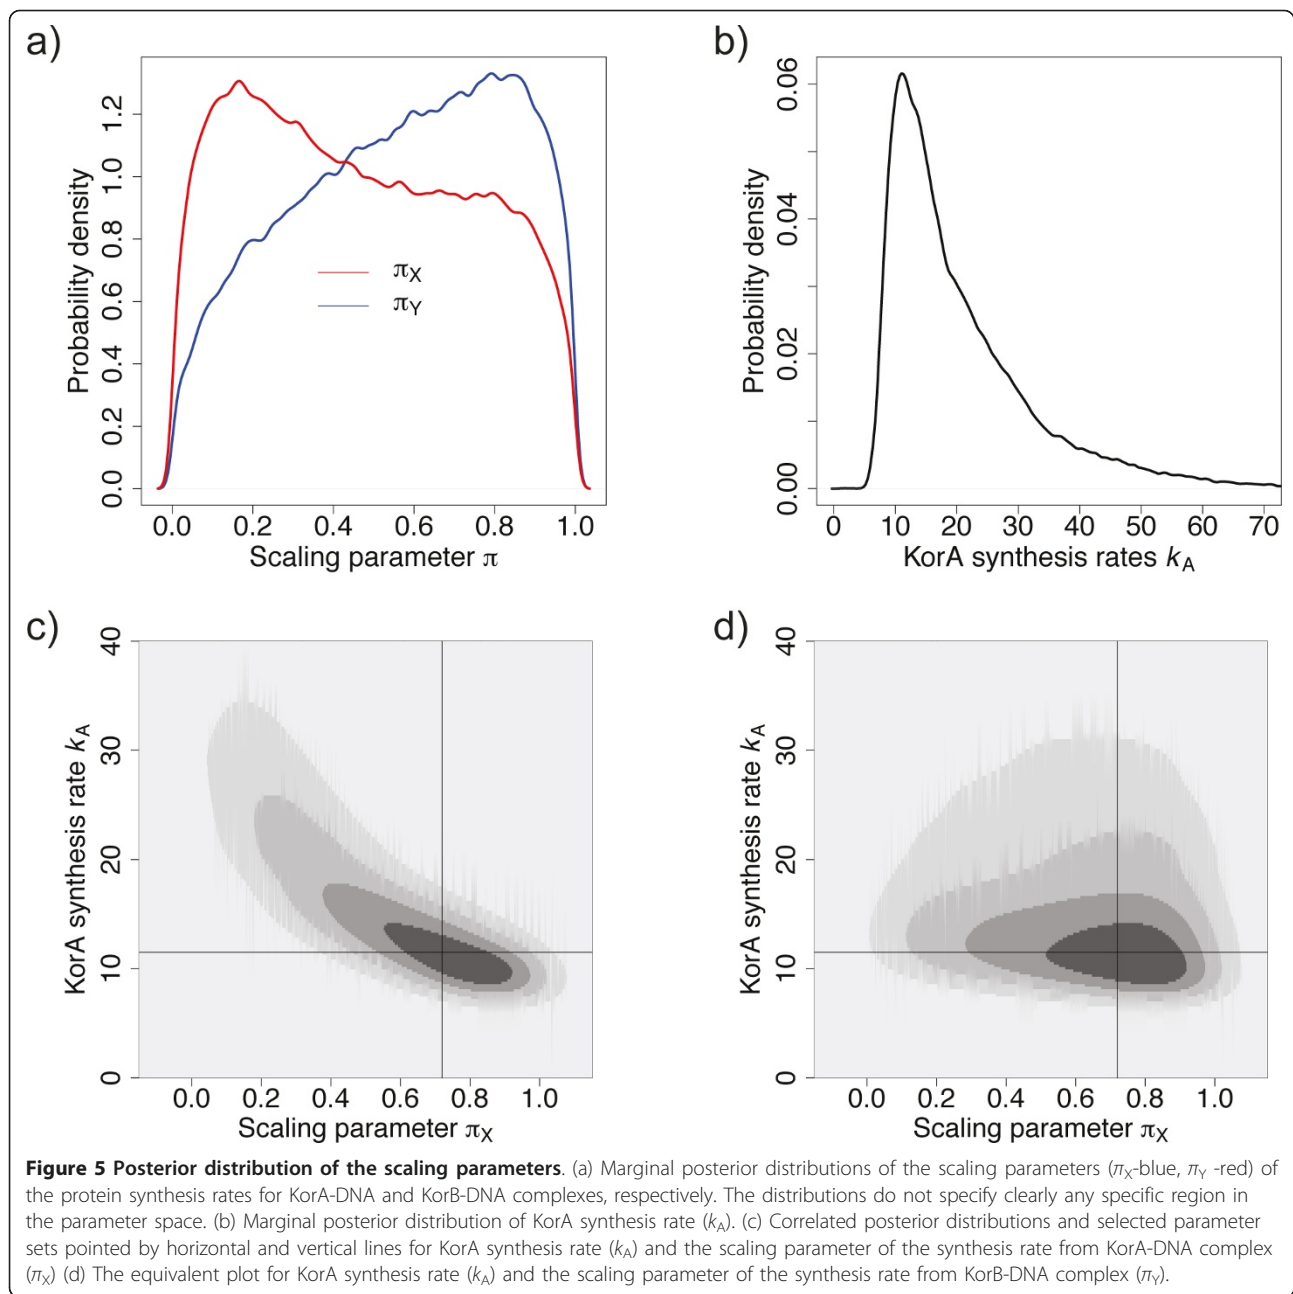 a)
Probability density
0.0 0.2 0.4 0.6 0.8 1.0 1.2
πX
πY
0.0 0.2 0.4 0.6 0.8 1.0
Scaling parameter π
b)
Probability density
0.00 0.02 0.04 0.06
0 10 20 30 40 50 60 70
KorA synthesis rates kA
c)
KorA synthesis rate kA
0 10 20 30 40
0.0 0.2 0.4 0.6 0.8 1.0
Scaling parameter πX
d)
KorA synthesis rate kA
0 10 20 30 40
0.0 0.2 0.4 0.6 0.8 1.0
Scaling parameter πX
Figure 5 Posterior distribution of the scaling parameters. (a) Marginal posterior distributions of the scaling parameters (πX-blue, πY -red) of
the protein synthesis rates for KorA-DNA and KorB-DNA complexes, respectively. The distributions do not specify clearly any specific region in
the parameter space. (b) Marginal posterior distribution of KorA synthesis rate (kA). (c) Correlated posterior distributions and selected parameter
sets pointed by horizontal and vertical lines for KorA synthesis rate (kA) and the scaling parameter of the synthesis rate from KorA-DNA complex
(πX) (d) The equivalent plot for KorA synthesis rate (kA) and the scaling parameter of the synthesis rate from KorB-DNA complex (πY).